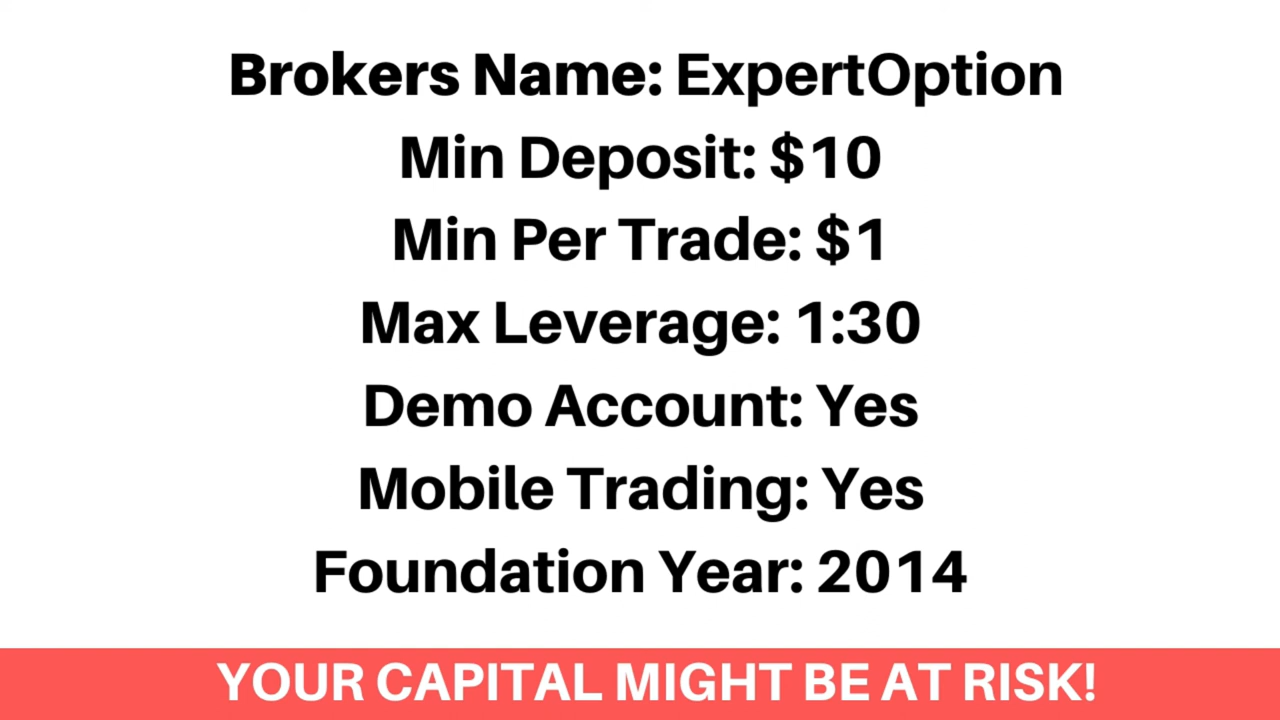 Brokers Name: ExpertOption
Min Deposit: $10
Min Per Trade: $1
Max Leverage: 1:30
Demo Account: Yes
Mobile Trading: Yes
Foundation Year: 2014
YOUR CAPITAL MIGHT BE AT RISK!